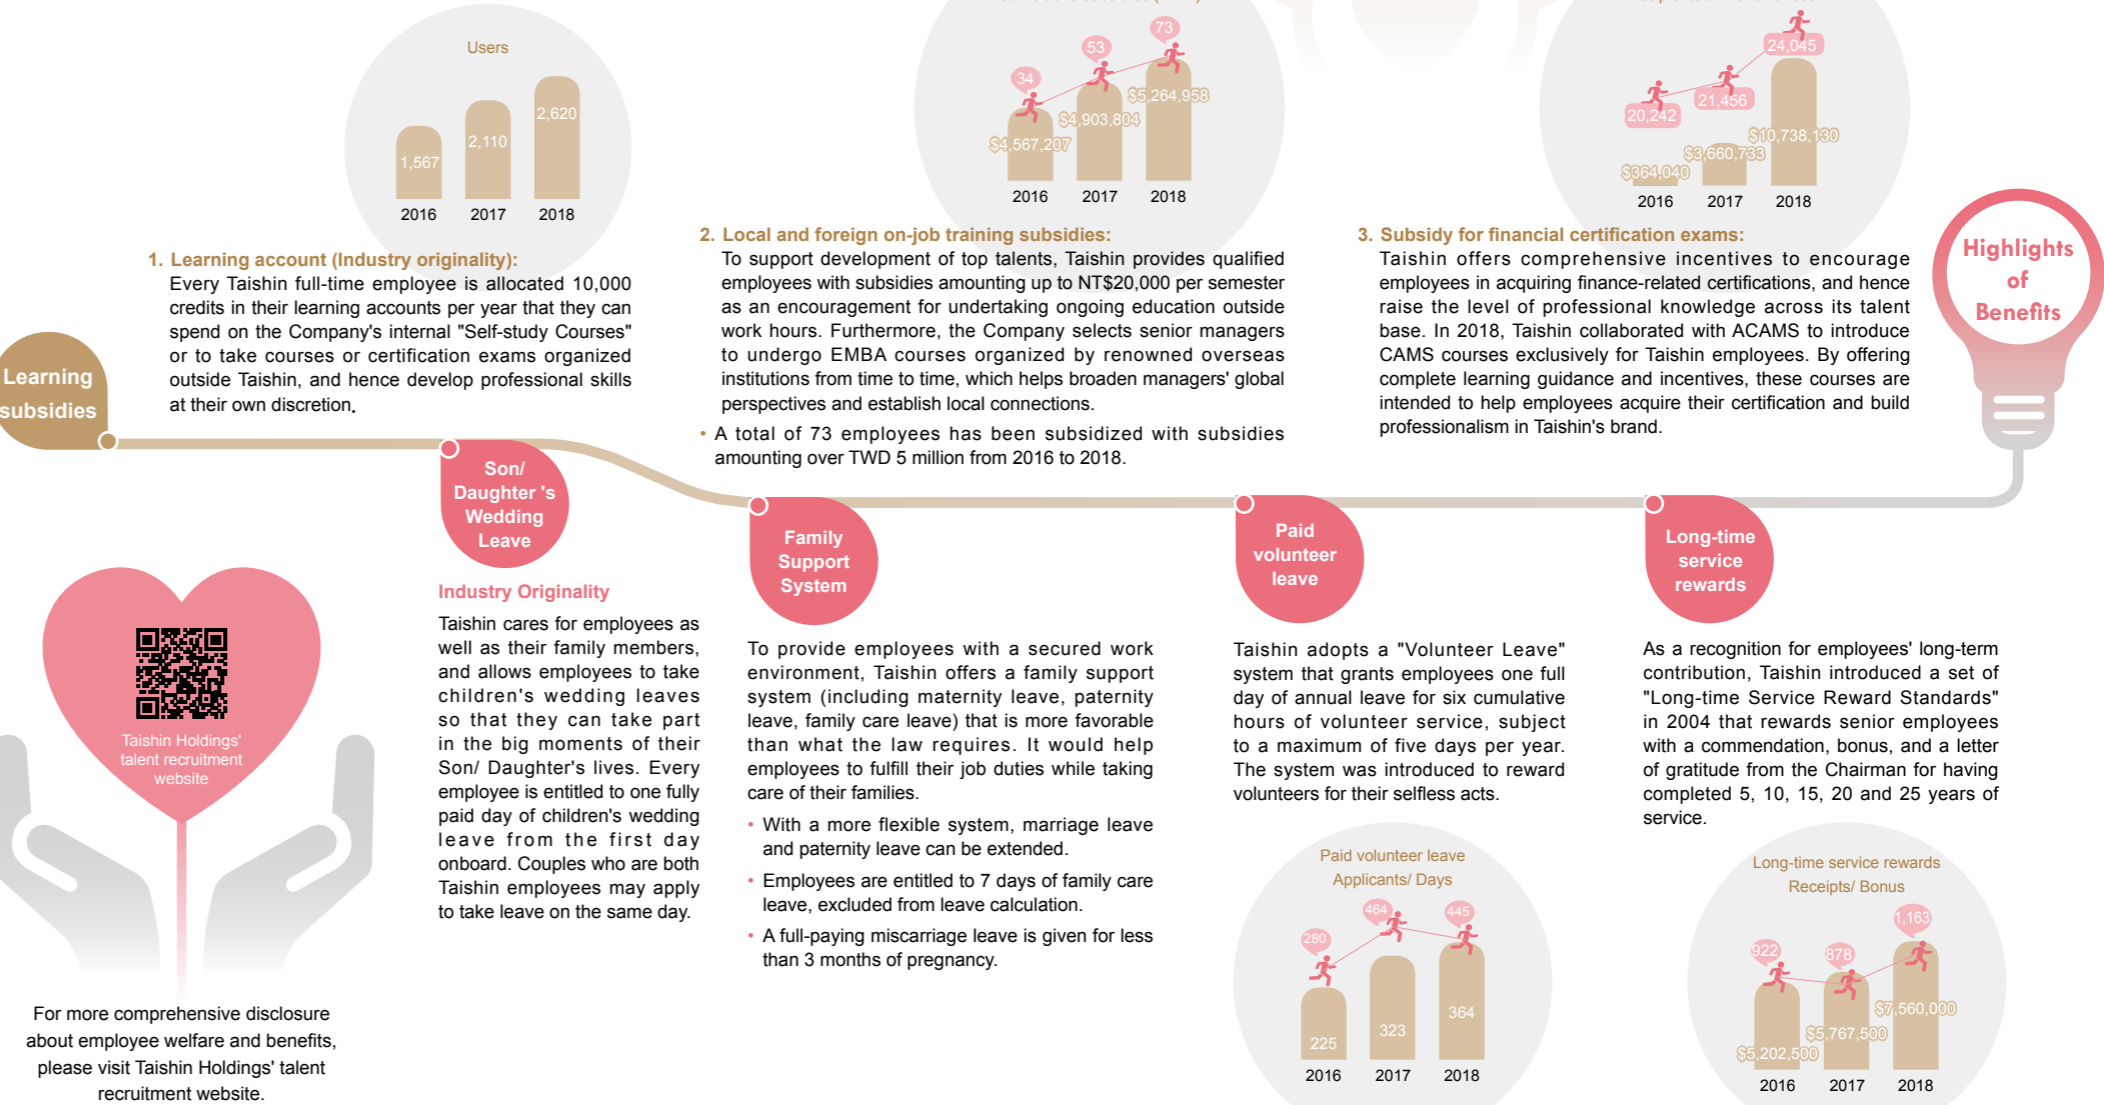 Users
1,567
2,110
2,620
2016 2017 2018
34
53
73
$4,567,207
$4,903,804
$5,264,958
2016 2017 2018
20,242
21,456
24,045
$364,040
$3,660,733
$10,738,130
2016 2017 2018
Highlights
of
Benefits
Learning
subsidies
1. Learning account (Industry originality):
Every Taishin full-time employee is allocated 10,000
credits in their learning accounts per year that they can
spend on the Company's internal "Self-study Courses"
or to take courses or certification exams organized
outside Taishin, and hence develop professional skills
at their own discretion.
2. Local and foreign on-job training subsidies:
To support development of top talents, Taishin provides qualified
employees with subsidies amounting up to NT$20,000 per semester
as an encouragement for undertaking ongoing education outside
work hours. Furthermore, the Company selects senior managers
to undergo EMBA courses organized by renowned overseas
institutions from time to time, which helps broaden managers' global
perspectives and establish local connections.
• A total of 73 employees has been subsidized with subsidies
amounting over TWD 5 million from 2016 to 2018.
3. Subsidy for financial certification exams:
Taishin offers comprehensive incentives to encourage
employees in acquiring finance-related certifications, and hence
raise the level of professional knowledge across its talent
base. In 2018, Taishin collaborated with ACAMS to introduce
CAMS courses exclusively for Taishin employees. By offering
complete learning guidance and incentives, these courses are
intended to help employees acquire their certification and build
professionalism in Taishin's brand.
Son/
Daughter 's
Wedding
Leave
Industry Originality
Taishin cares for employees as
well as their family members,
and allows employees to take
children's wedding leaves
so that they can take part
in the big moments of their
Son/ Daughter's lives. Every
employee is entitled to one fully
paid day of children's wedding
leave from the first day
onboard. Couples who are both
Taishin employees may apply
to take leave on the same day.
Family
Support
System
To provide employees with a secured work
environment, Taishin offers a family support
system (including maternity leave, paternity
leave, family care leave) that is more favorable
than what the law requires. It would help
employees to fulfill their job duties while taking
care of their families.
• With a more flexible system, marriage leave
and paternity leave can be extended.
• Employees are entitled to 7 days of family care
leave, excluded from leave calculation.
• A full-paying miscarriage leave is given for less
than 3 months of pregnancy.
Paid
volunteer
leave
Taishin adopts a "Volunteer Leave"
system that grants employees one full
day of annual leave for six cumulative
hours of volunteer service, subject
to a maximum of five days per year.
The system was introduced to reward
volunteers for their selfless acts.
Paid volunteer leave
Applicants/ Days
280
464
445
225
323
364
2016 2017 2018
Long-time
service
rewards
As a recognition for employees' long-term
contribution, Taishin introduced a set of
"Long-time Service Reward Standards"
in 2004 that rewards senior employees
with a commendation, bonus, and a letter
of gratitude from the Chairman for having
completed 5, 10, 15, 20 and 25 years of
service.
Long-time service rewards
Receipts/ Bonus
922
878
1,163
$5,202,500
$5,767,500
$7,560,000
2016 2017 2018
Taishin Holdings'
talent recruitment
website
For more comprehensive disclosure
about employee welfare and benefits,
please visit Taishin Holdings' talent
recruitment website.